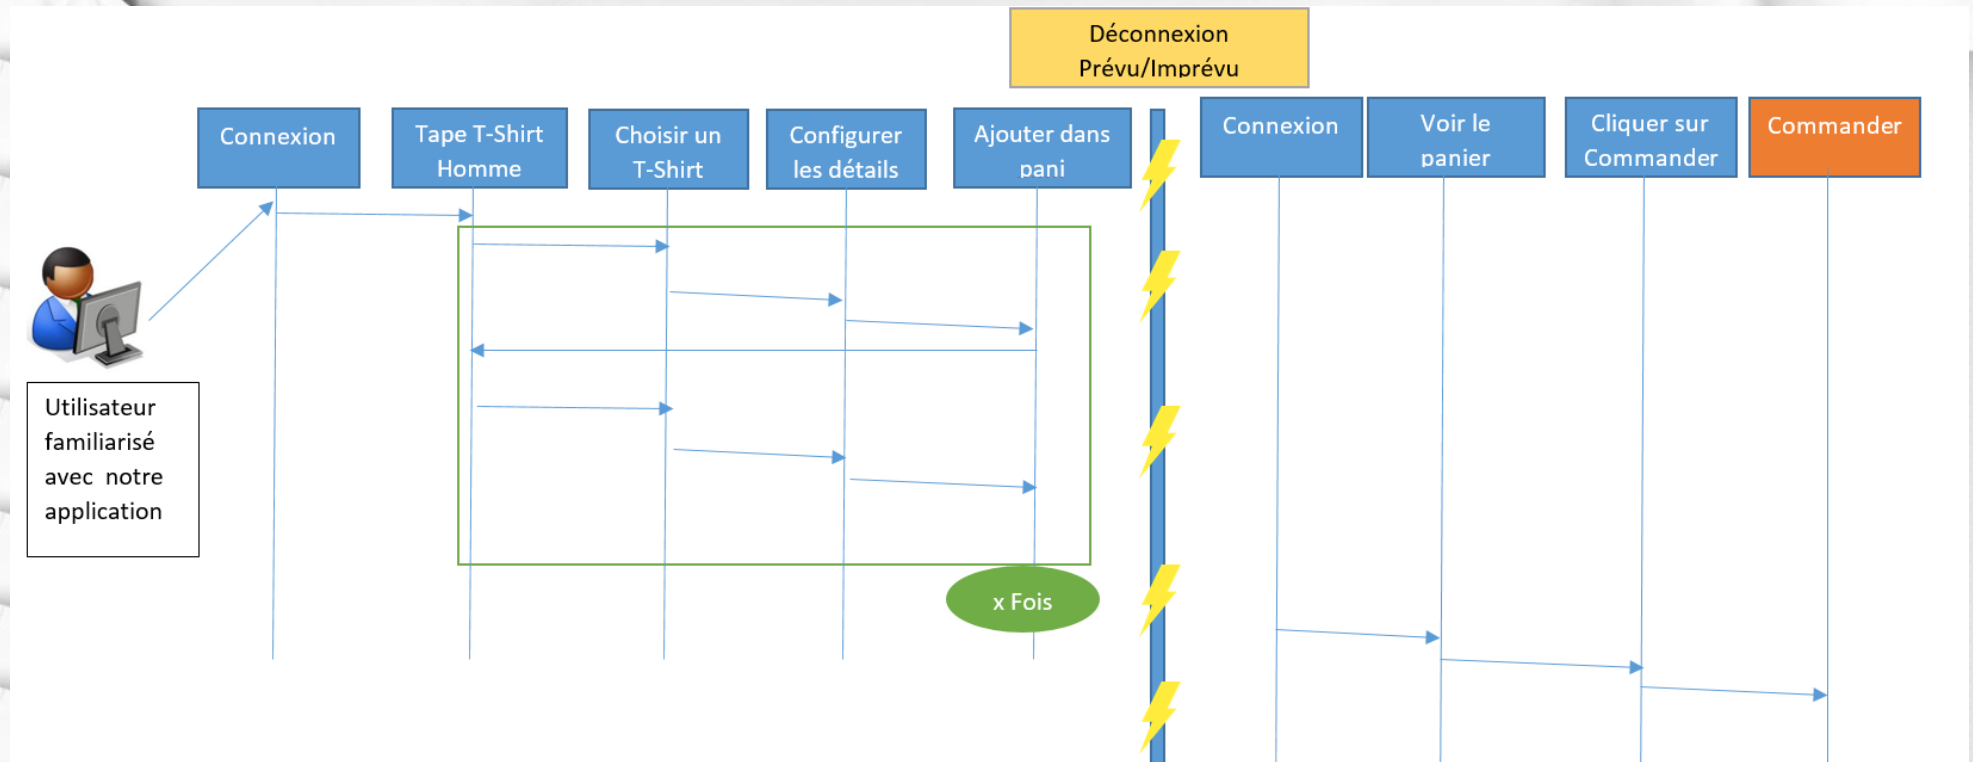 Déconnexion
Prévu/Imprévu
Connexion
Tape T-Shirt
Homme
Choisir un
T-Shirt
Configurer
les détails
Ajouter dans
pani
Connexion
Voir le
panier
Cliquer sur
Commander
Commander
Utilisateur
familiarisé
avec notre
application
x Fois